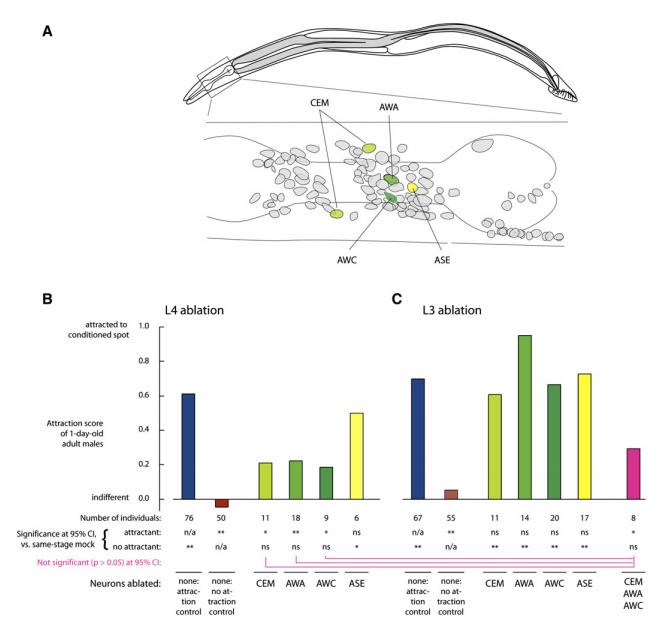 A
CEM
AWA
AWC
ASE
B
L4 ablation
C
L3 ablation
attracted to
conditioned spot
1.0
0.8
0.6
Attraction score
of 1-day-old
adult males
0.4
0.2
indifferent
0.0
Number of individuals: 76 50 11 18 9 6 67 55 11 14 20 17 8
Significance at 95% CI,
vs. same-stage mock
{
attractant: n/a ** * ** * ns n/a ** ns ns ns ns *
no attractant: ** n/a ns ns ns * ** n/a ** ** ** ** ns
Not significant (p > 0.05) at 95% CI:
Neurons ablated:
none:
attrac-
tion
control
none:
no at-
traction
control
CEM
AWA
AWC
ASE
none:
attrac-
tion
control
none:
no at-
traction
control
CEM
AWA
AWC
ASE
CEM
AWA
AWC